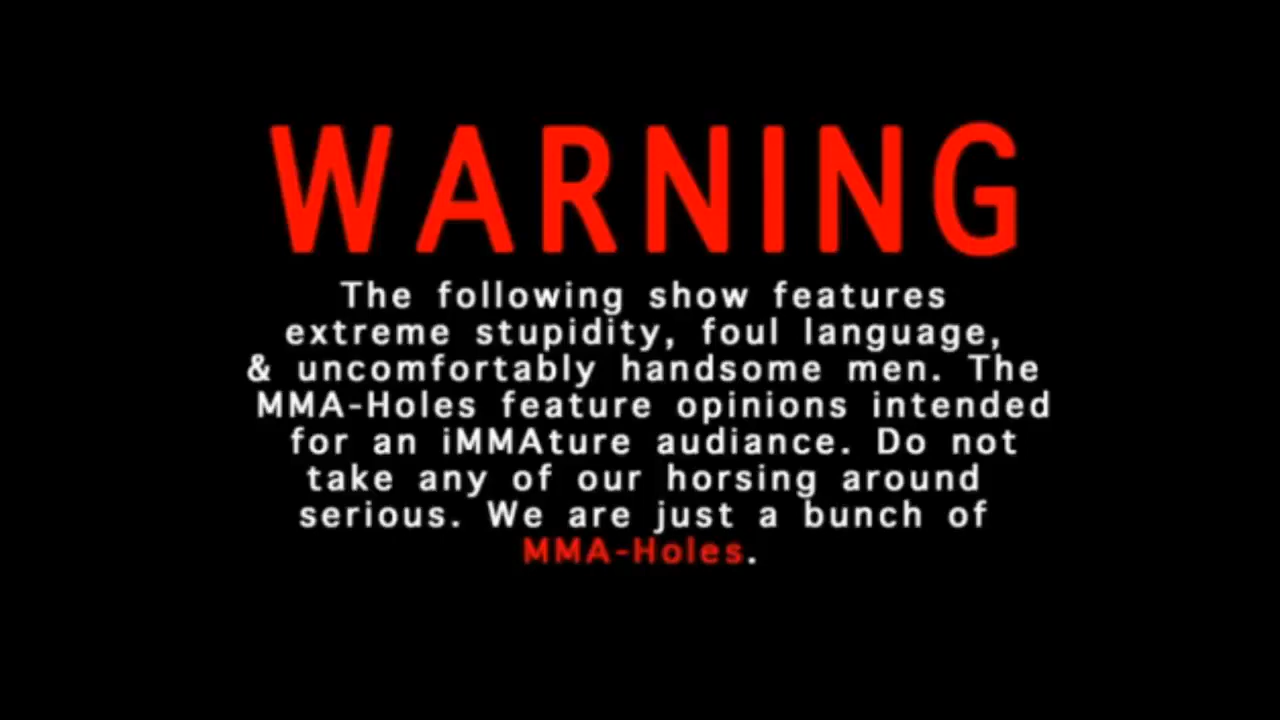 WARNING
The following show features
extreme stupidity, foul language,
& uncomfortably handsome men. The
MMA-Holes feature opinions intended
for an iMMAture audiance. Do not
take any of our horsing around
serious. We are just a bunch of
MMA-Holes.